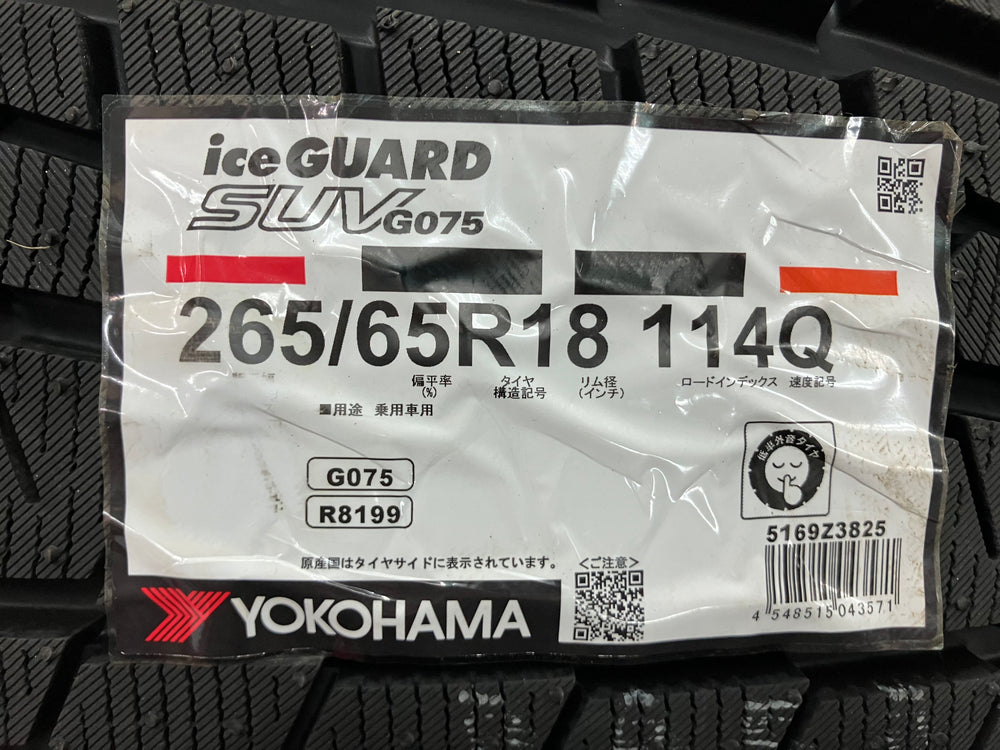 iceGUARD
SUV G075
265/65R18 114Q
偏平率
(%)
タイヤ
構造記号
リム径
(インチ)
ロードインデックス
速度記号
■用途 乗用車用
低車外音タイヤ
G075
R8199
5169Z3825
原産国はタイヤサイドに表示されています。
<ご注意>
4 548515 043571
YOKOHAMA